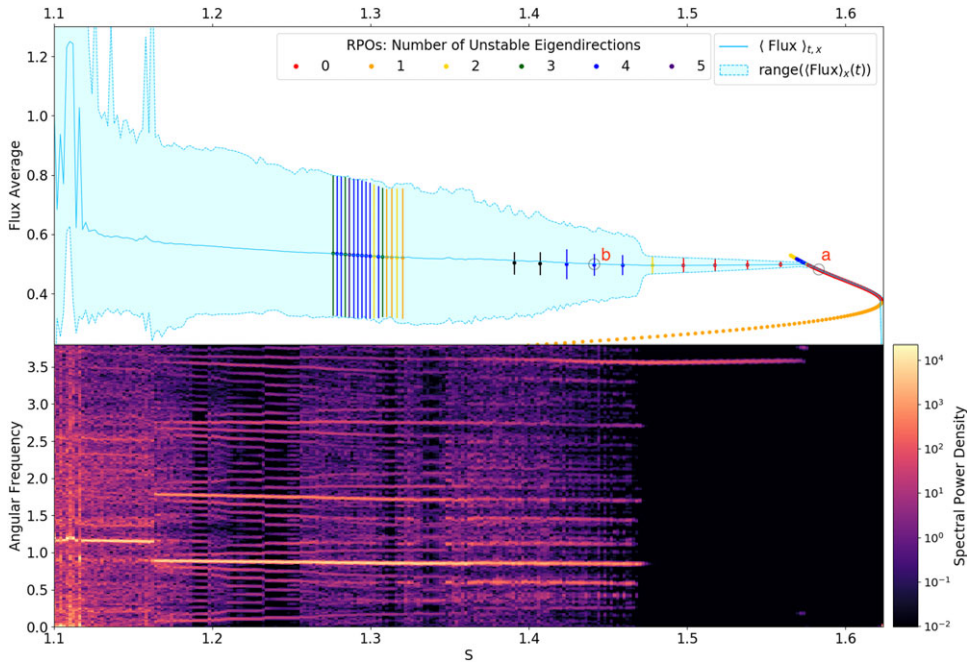 1.1 1.2 1.3 1.4 1.5 1.6
RPOs: Number of Unstable Eigendirections
0 1 2 3 4 5
⟨ Flux ⟩t,x
range(⟨Flux⟩x(t))
Flux Average
1.2
1.0
0.8
0.6
0.4
b
a
Angular Frequency
3.5
3.0
2.5
2.0
1.5
1.0
0.5
0.0
1.1 1.2 1.3 1.4 1.5 1.6
S
10^4
10^3
10^2
10^1
10^0
10^-1
10^-2
Spectral Power Density